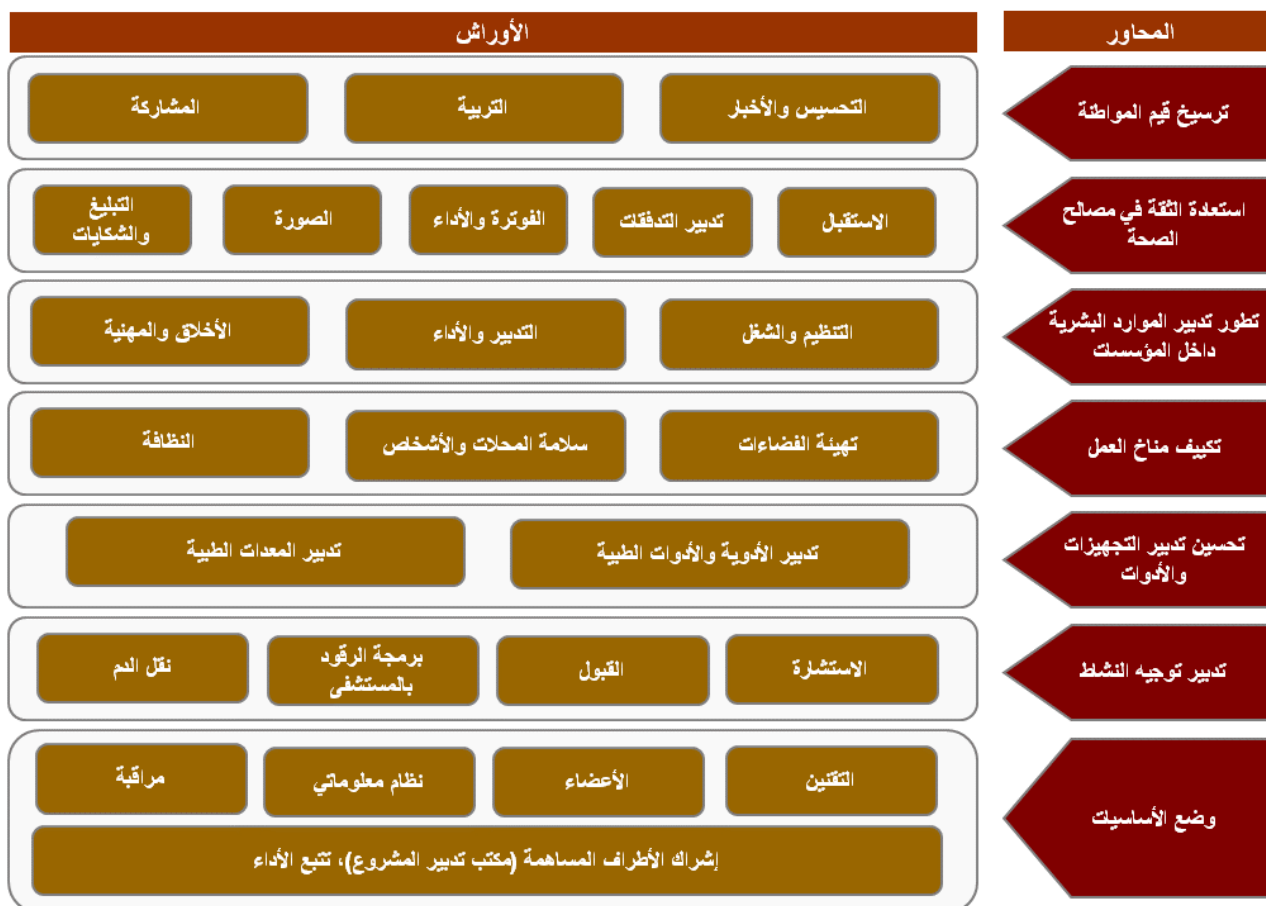 المحاور
الأوراش
ترسيخ قيم المواطنة
التحسيس والأخبار
التربية
المشاركة
استعادة الثقة في مصالح
الصحة
الاستقبال
تدبير التدفقات
الفوترة والأداء
الصورة
التبليغ
والشكايات
تطور تدبير الموارد البشرية
داخل المؤسسات
التنظيم والشغل
التدبير والأداء
الأخلاق والمهنية
تكييف مناخ العمل
تهيئة الفضاءات
سلامة المحلات والأشخاص
النظافة
تحسين تدبير التجهيزات
والأدوات
تدبير الأدوية والأدوات الطبية
تدبير المعدات الطبية
تدبير توجيه النشاط
الاستشارة
القبول
برمجة الرقود
بالمستشفى
نقل الدم
وضع الأساسيات
التقنين
الأعضاء
نظام معلوماتي
مراقبة
إشراك الأطراف المساهمة (مكتب تدبير المشروع)، تتبع الأداء